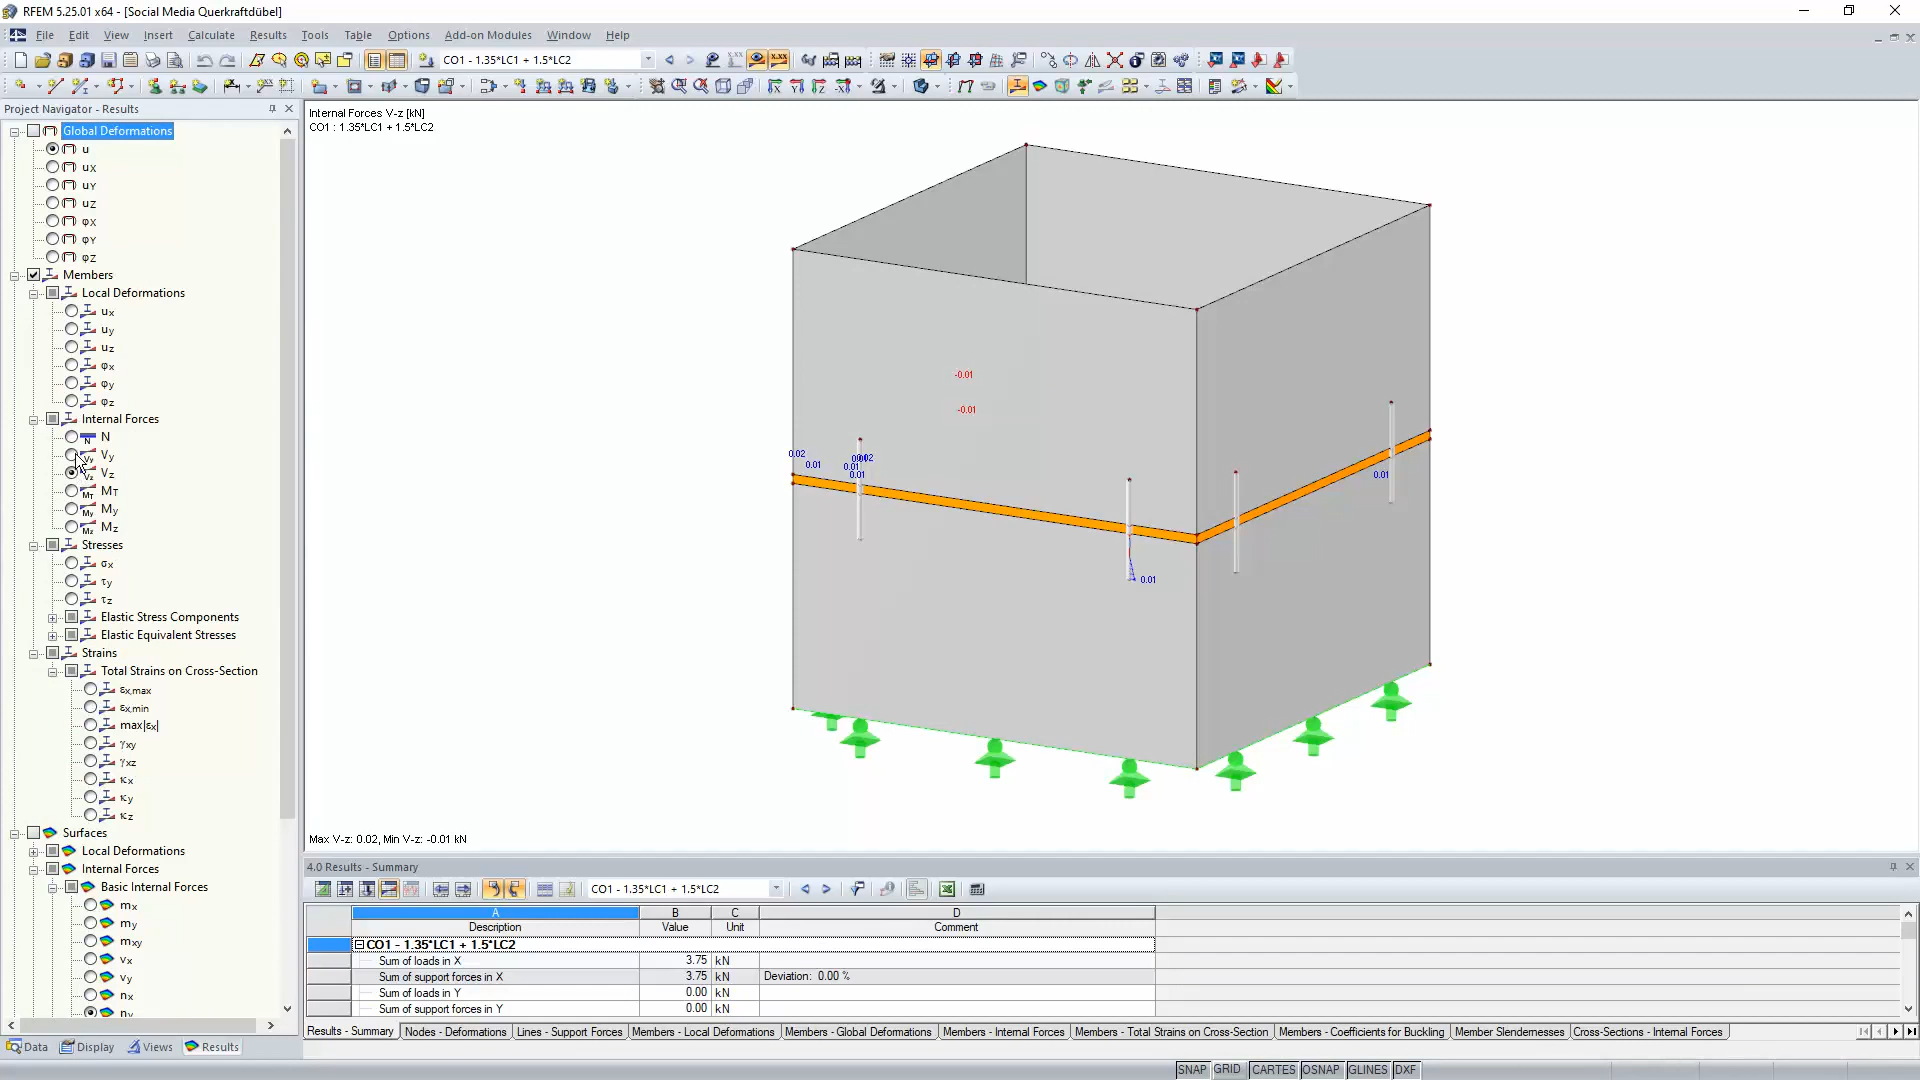 RFEM 5.25.01 x64 - [Social Media Querkraftdübel]
File Edit View Insert Calculate Results Tools Table Options Add-on Modules Window Help
CO1 - 1.35*LC1 + 1.5*LC2
Project Navigator - Results
Global Deformations
u
uX
uY
uZ
φX
φY
φZ
Members
Local Deformations
ux
uy
uz
φx
φy
φz
Internal Forces
N
Vy
Vz
MT
My
Mz
Stresses
σx
τy
τz
Elastic Stress Components
Elastic Equivalent Stresses
Strains
Total Strains on Cross-Section
εx,max
εx,min
max|εx|
γxy
γxz
κx
κy
κz
Surfaces
Local Deformations
Internal Forces
Basic Internal Forces
mx
my
mxy
vx
vy
nx
ny
Data Display Views Results
Internal Forces V-z [kN]
CO1 : 1.35*LC1 + 1.5*LC2
-0.01
-0.01
0.02
0.01
0.01
0.01
0.01
0.01
Max V-z: 0.02, Min V-z: -0.01 kN
4.0 Results - Summary
CO1 - 1.35*LC1 + 1.5*LC2
A B C D
Description Value Unit Comment
CO1 - 1.35*LC1 + 1.5*LC2
Sum of loads in X 3.75 kN
Sum of support forces in X 3.75 kN Deviation: 0.00 %
Sum of loads in Y 0.00 kN
Sum of support forces in Y 0.00 kN
Results - Summary Nodes - Deformations Lines - Support Forces Members - Local Deformations Members - Global Deformations Members - Internal Forces Members - Total Strains on Cross-Section Members - Coefficients for Buckling Member Slendernesses Cross-Sections - Internal Forces
SNAP GRID CARTES OSNAP GLINES DXF